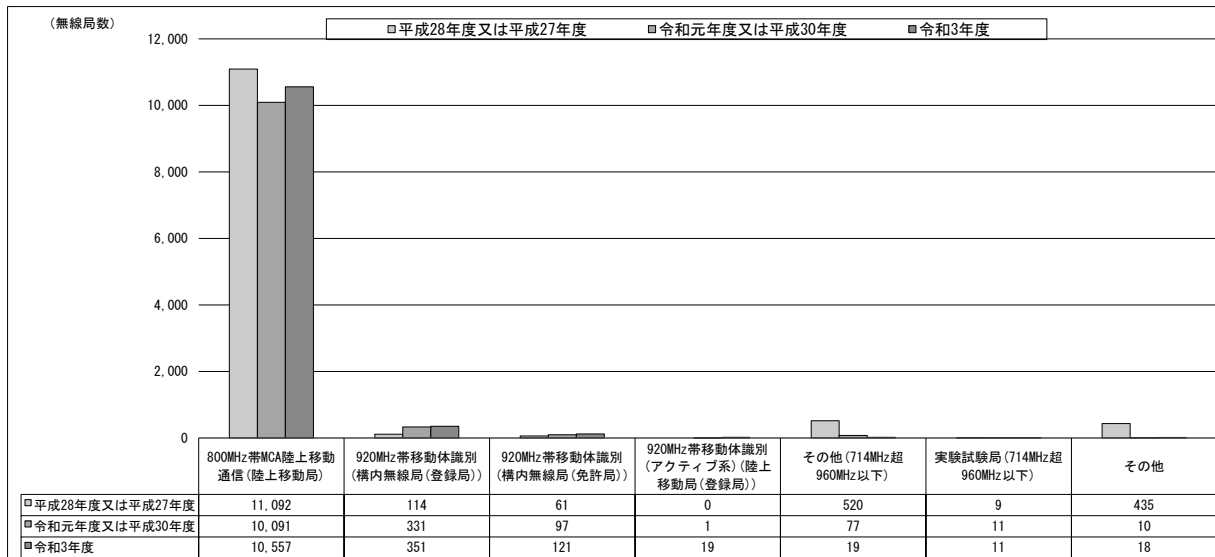 (無線局数)
■平成28年度又は平成27年度 ■令和元年度又は平成30年度 ■令和3年度
12,000
10,000
8,000
6,000
4,000
2,000
0
800MHz帯MCA陸上移動
通信(陸上移動局)
920MHz帯移動体識別
(構内無線局(登録局))
920MHz帯移動体識別
(構内無線局(免許局))
920MHz帯移動体識別
(アクティブ系)(陸上
移動局(登録局))
その他(714MHz超
960MHz以下)
実験試験局(714MHz超
960MHz以下)
その他
■平成28年度又は平成27年度 11,092 114 61 0 520 9 435
■令和元年度又は平成30年度 10,091 331 97 1 77 11 10
■令和3年度 10,557 351 121 19 19 11 18